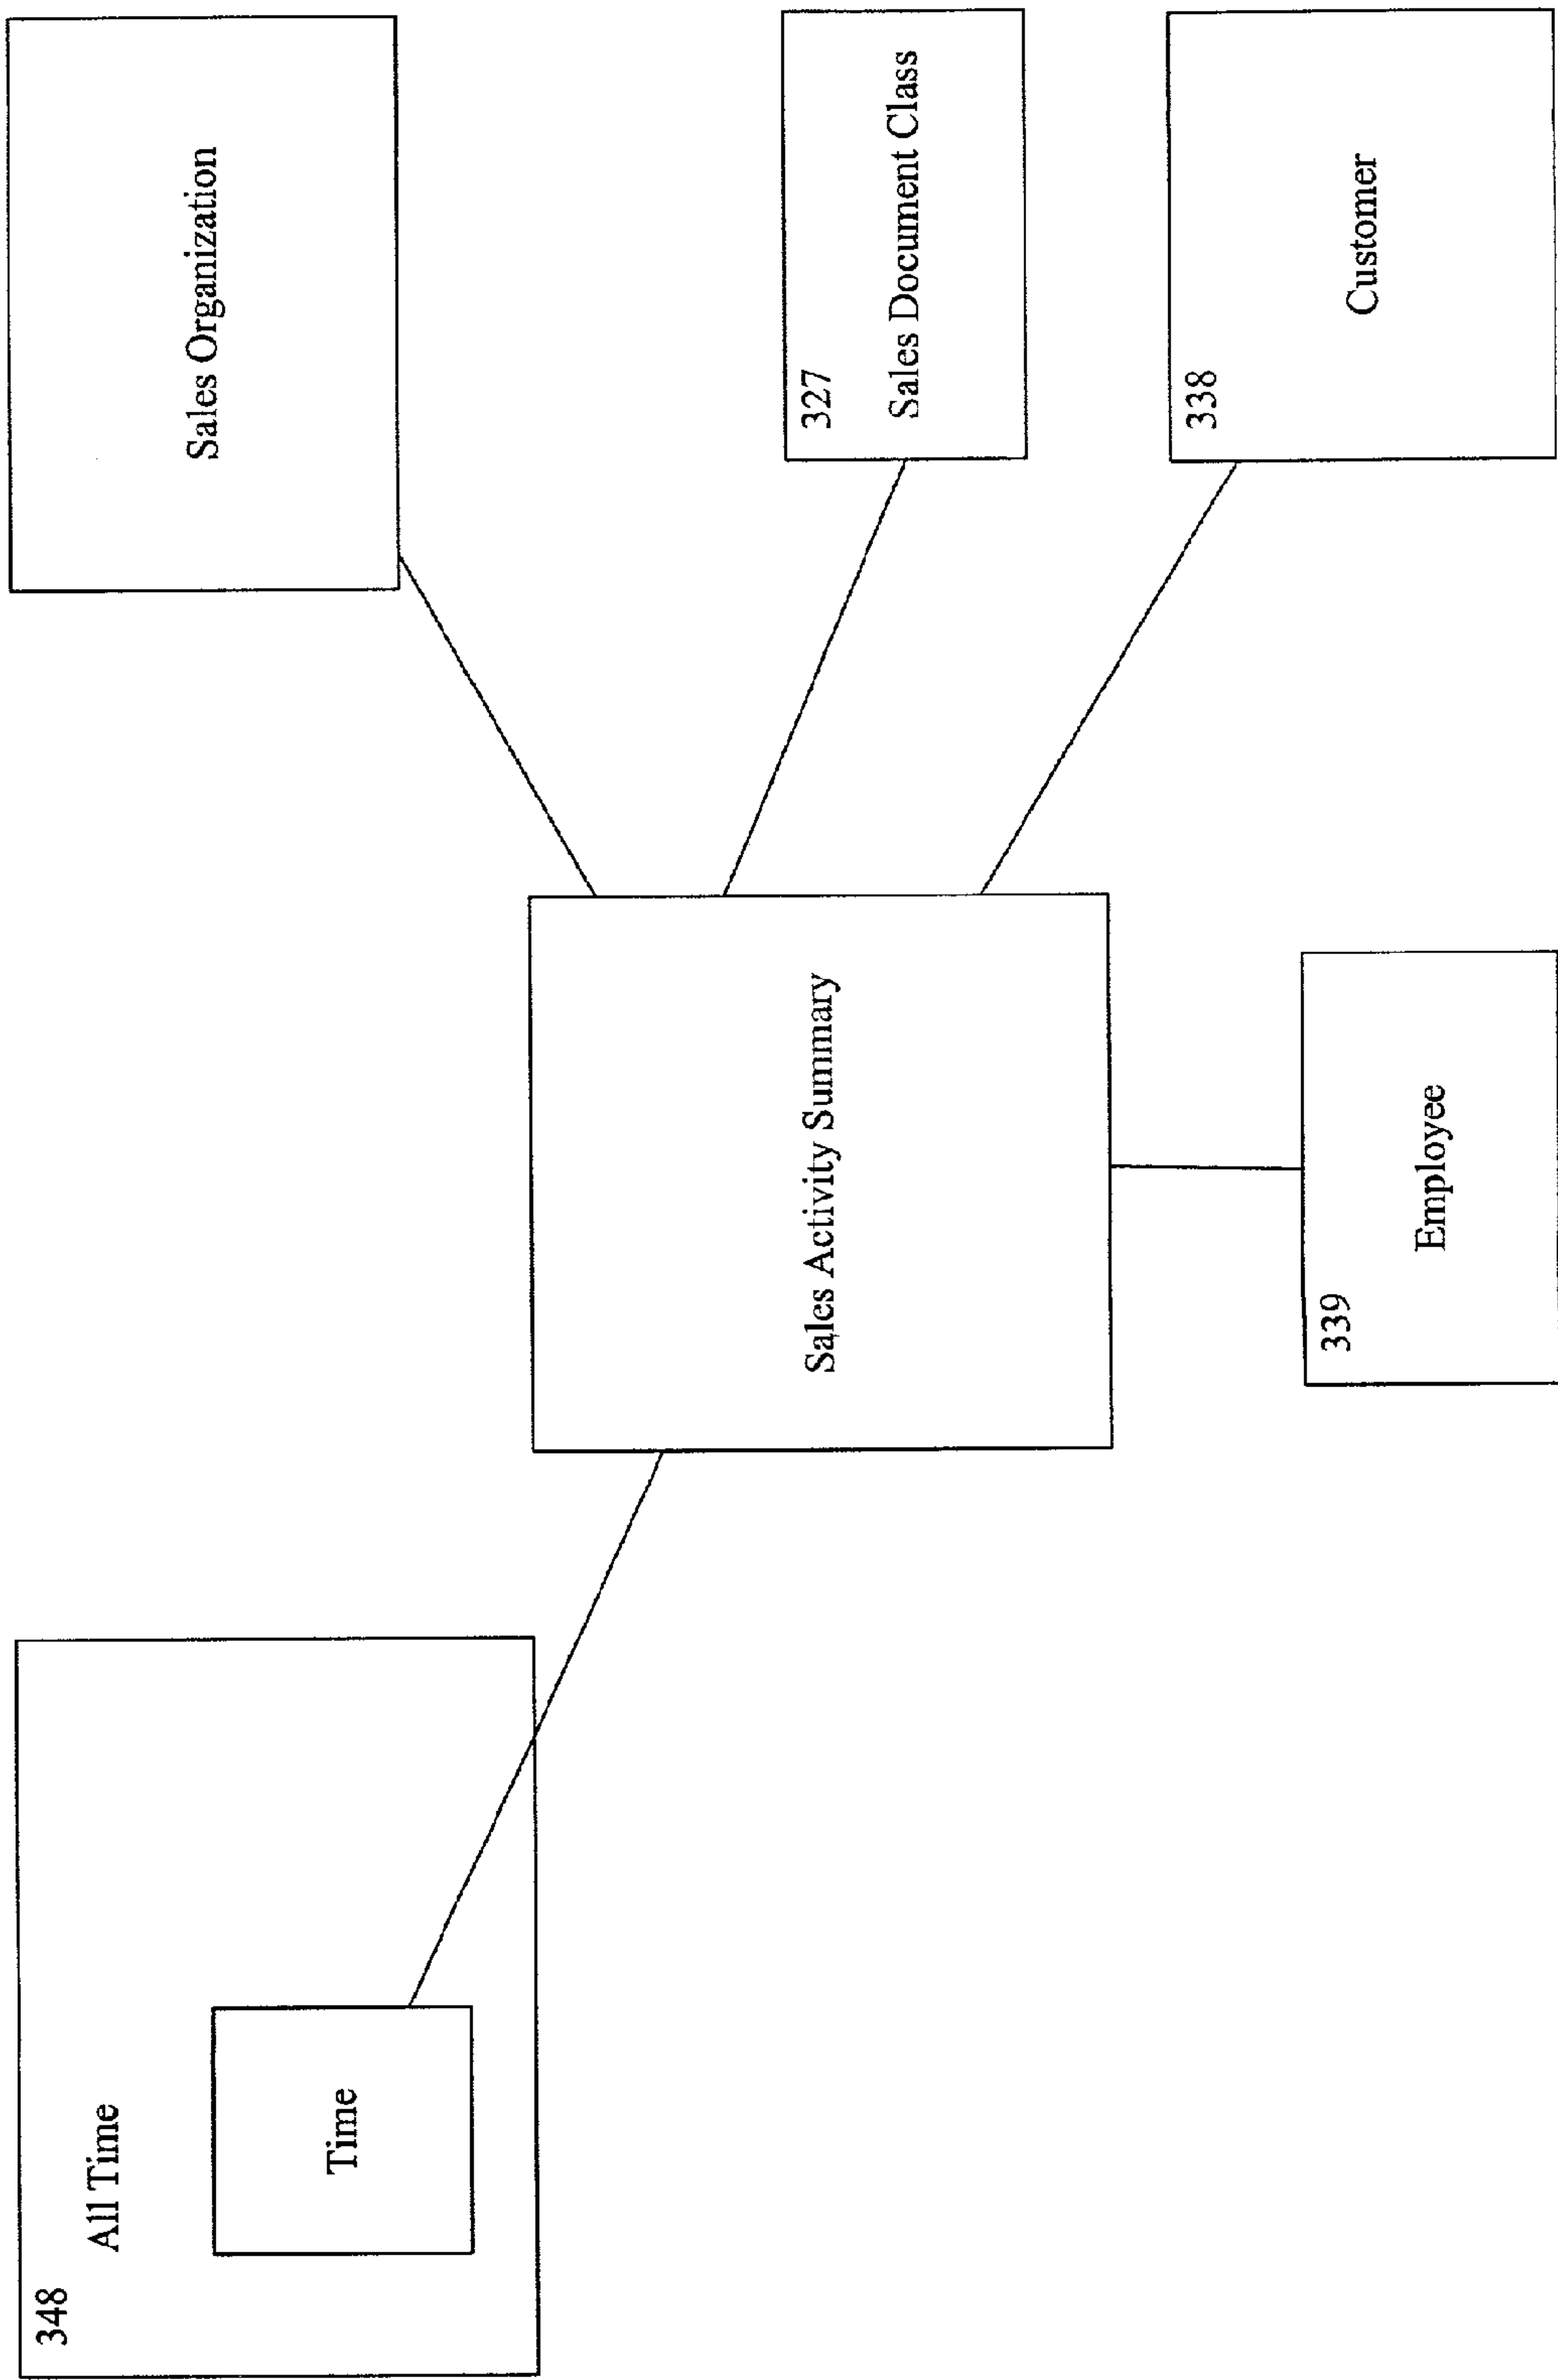 348
All Time
Time
Sales Organization
Sales Activity Summary
327
Sales Document Class
338
Customer
339
Employee